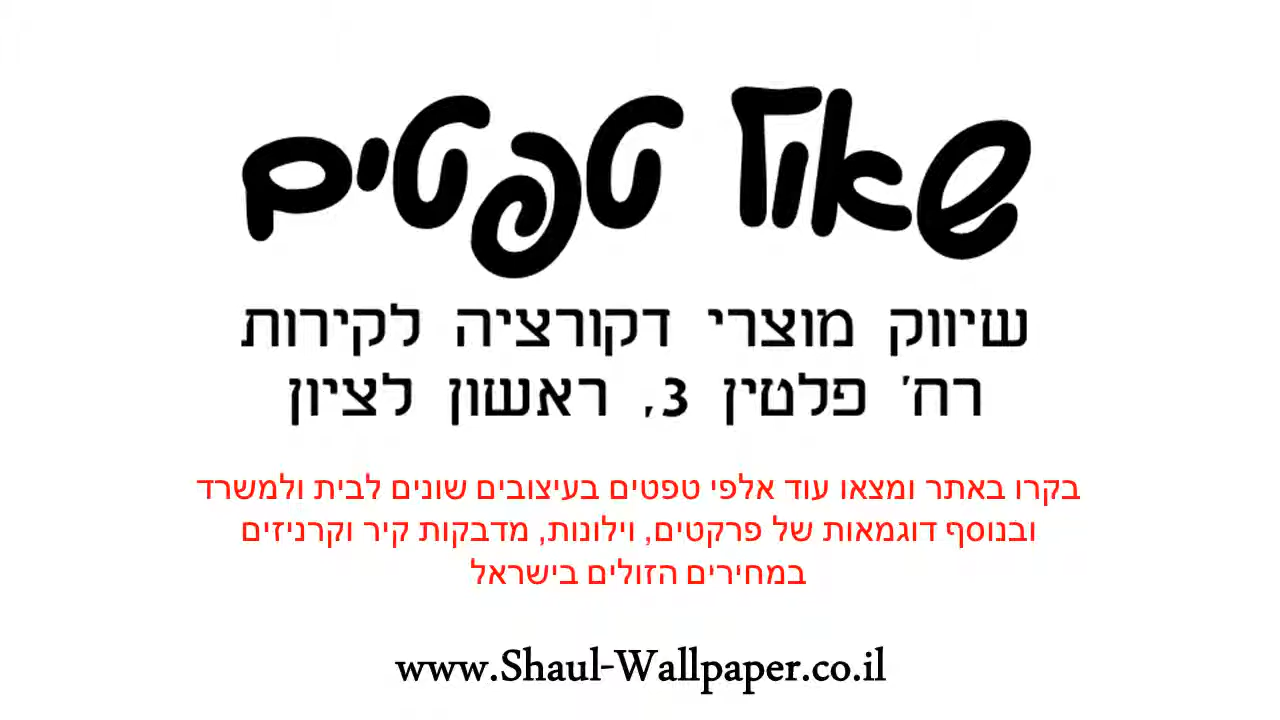 שאול טפטים
שיווק מוצרי דקורציה לקירות
רח' פלטין 3, ראשון לציון
בקרו באתר ומצאו עוד אלפי טפטים בעיצובים שונים לבית ולמשרד
ובנוסף דוגמאות של פרקטים, וילונות, מדבקות קיר וקרניזים
במחירים הזולים בישראל
www.Shaul-Wallpaper.co.il